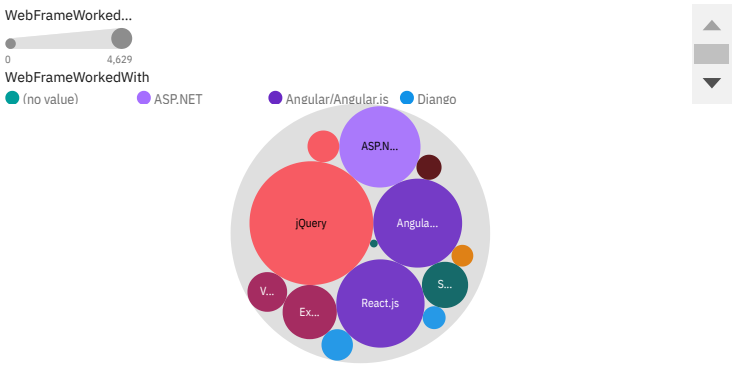 WebFrameWorked...
0 4,629
WebFrameWorkedWith
(no value) ASP.NET Angular/Angular.js Django
ASP.N...
jQuery Angula...
S...
V...
React.js
Ex...